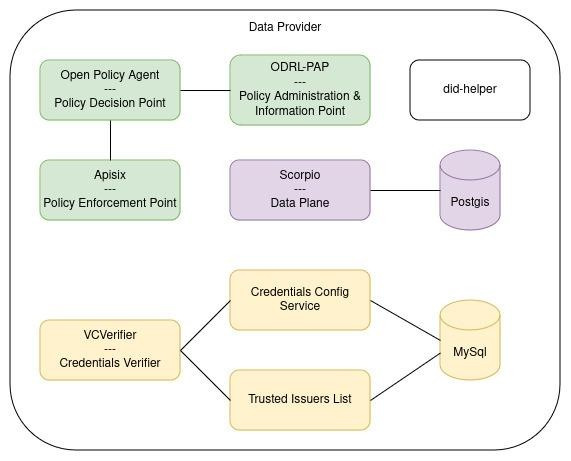 Data Provider
Open Policy Agent
---
Policy Decision Point
ODRL-PAP
---
Policy Administration &
Information Point
did-helper
Apisix
---
Policy Enforcement Point
Scorpio
---
Data Plane
Postgis
Credentials Config
Service
VCVerifier
---
Credentials Verifier
MySql
Trusted Issuers List